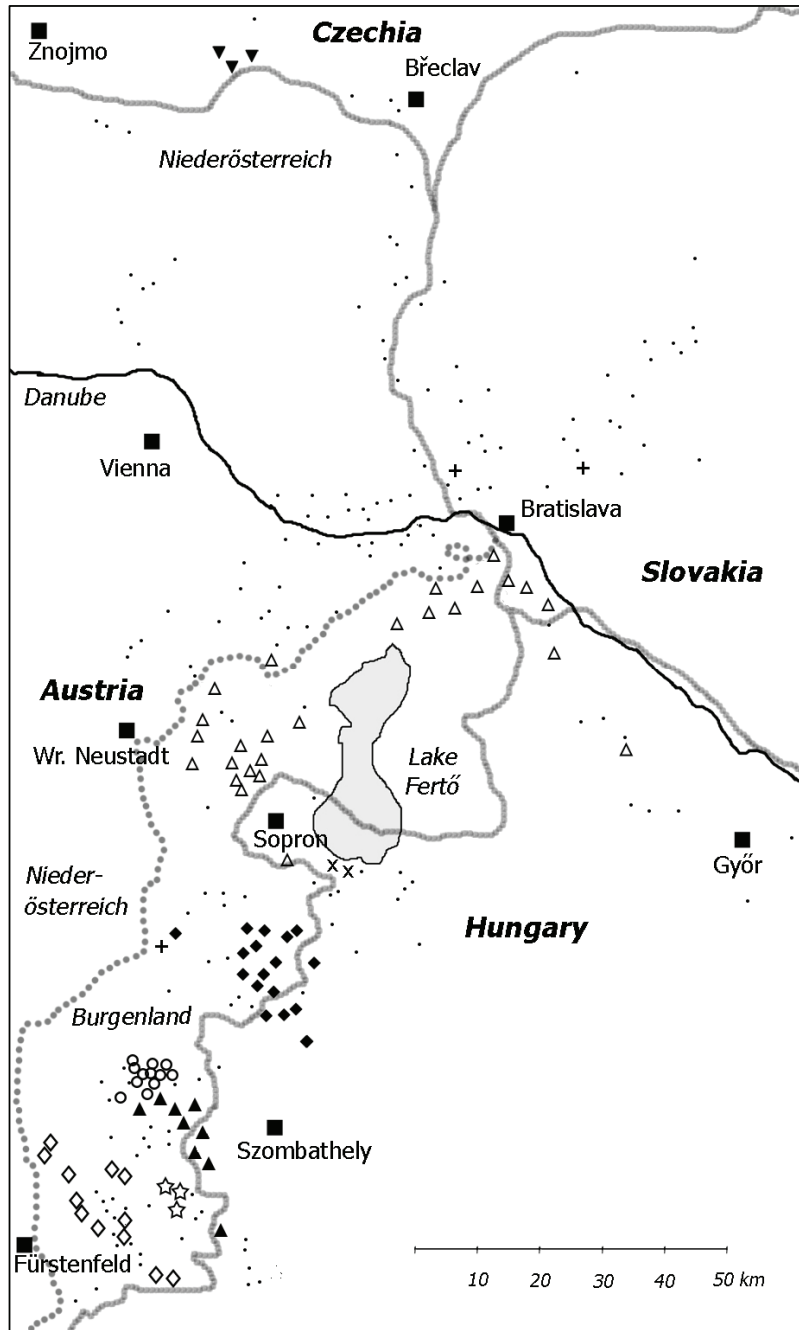 Czechia
Znojmo
Břeclav
Niederösterreich
Danube
Vienna
Bratislava
Slovakia
Austria
Wr. Neustadt
Lake
Fertő
Sopron
Győr
Nieder-
österreich
Hungary
Burgenland
Szombathely
Fürstenfeld
10 20 30 40 50 km